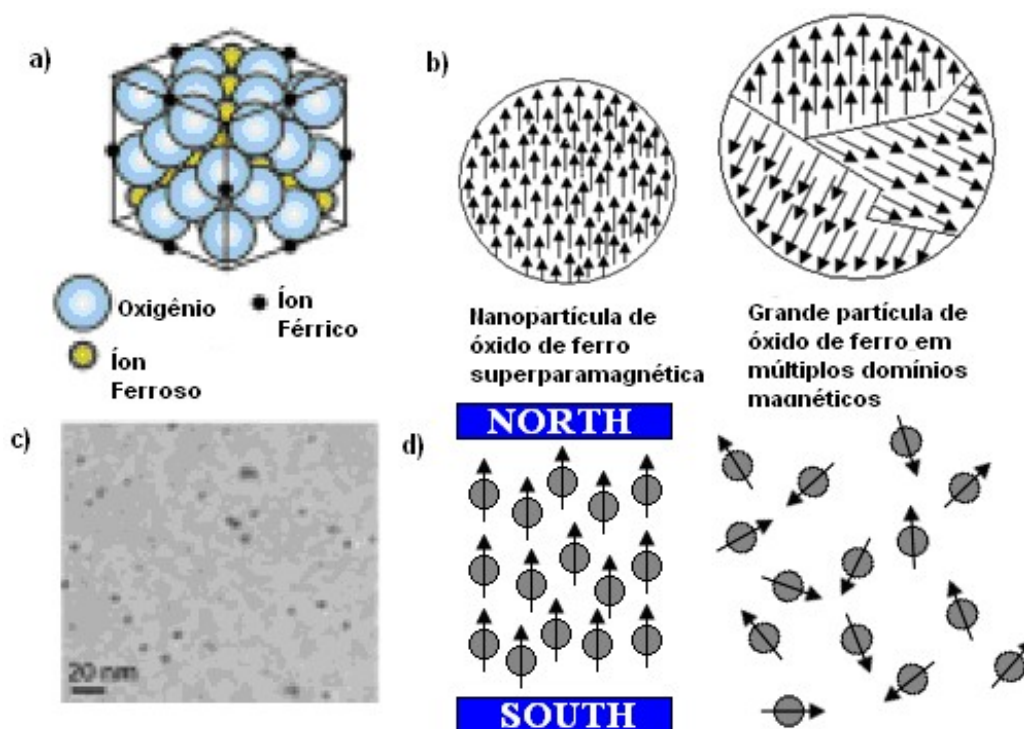 a)
Oxigênio
Íon
Férrico
Íon
Ferroso
b)
Nanopartícula de
óxido de ferro
superparamagnética
Grande partícula de
óxido de ferro em
múltiplos domínios
magnéticos
c)
20 nm
d)
NORTH
SOUTH